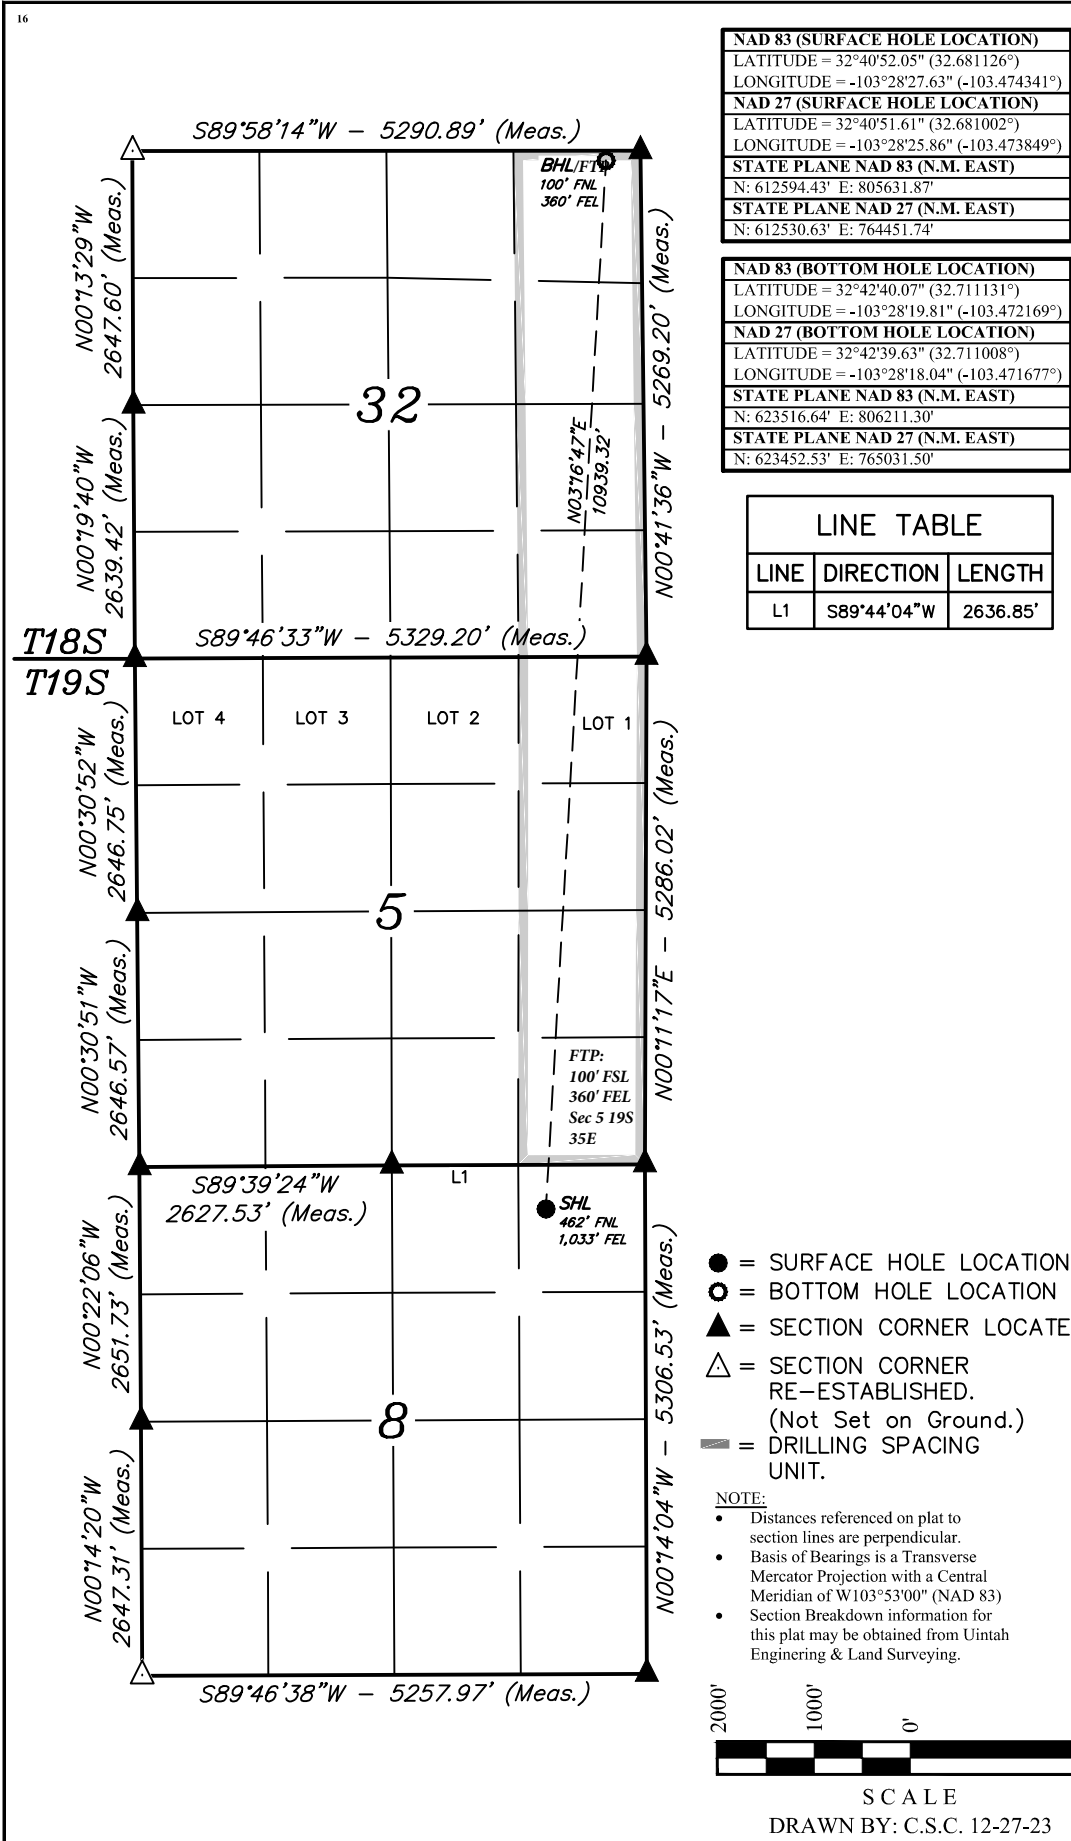 16
NAD 83 (SURFACE HOLE LOCATION)
LATITUDE = 32°40'52.05" (32.681126°)
LONGITUDE = -103°28'27.63" (-103.474341°)
NAD 27 (SURFACE HOLE LOCATION)
LATITUDE = 32°40'51.61" (32.681002°)
LONGITUDE = -103°28'25.86" (-103.473849°)
STATE PLANE NAD 83 (N.M. EAST)
N: 612594.43' E: 805631.87'
STATE PLANE NAD 27 (N.M. EAST)
N: 612530.63' E: 764451.74'
NAD 83 (BOTTOM HOLE LOCATION)
LATITUDE = 32°42'40.07" (32.711131°)
LONGITUDE = -103°28'19.81" (-103.472169°)
NAD 27 (BOTTOM HOLE LOCATION)
LATITUDE = 32°42'39.63" (32.711008°)
LONGITUDE = -103°28'18.04" (-103.471677°)
STATE PLANE NAD 83 (N.M. EAST)
N: 623516.64' E: 806211.30'
STATE PLANE NAD 27 (N.M. EAST)
N: 623452.53' E: 765031.50'
LINE TABLE
LINE DIRECTION LENGTH
L1 S89°44'04"W 2636.85'
S89°58'14"W – 5290.89' (Meas.)
BHL/FTP
100' FNL
360' FEL
N00°13'29"W
2647.60' (Meas.)
N00°41'36"W – 5269.20' (Meas.)
32
N03°16'47"E
10939.32'
N00°19'40"W
2639.42' (Meas.)
T18S
S89°46'33"W – 5329.20' (Meas.)
T19S
LOT 4
LOT 3
LOT 2
LOT 1
N00°30'52"W
2646.75' (Meas.)
N00°11'17"E – 5286.02' (Meas.)
5
N00°30'51"W
2646.57' (Meas.)
FTP:
100' FSL
360' FEL
Sec 5 19S
35E
S89°39'24"W
2627.53' (Meas.)
L1
SHL
462' FNL
1,033' FEL
N00°22'06"W
2651.73' (Meas.)
N00°14'04"W – 5306.53' (Meas.)
8
N00°14'20"W
2647.31' (Meas.)
S89°46'38"W – 5257.97' (Meas.)
= SURFACE HOLE LOCATION
= BOTTOM HOLE LOCATION
= SECTION CORNER LOCATE
= SECTION CORNER
RE-ESTABLISHED.
(Not Set on Ground.)
= DRILLING SPACING
UNIT.
NOTE:
• Distances referenced on plat to
section lines are perpendicular.
• Basis of Bearings is a Transverse
Mercator Projection with a Central
Meridian of W103°53'00" (NAD 83)
• Section Breakdown information for
this plat may be obtained from Uintah
Enginering & Land Surveying.
2000' 1000' 0'
SCALE
DRAWN BY: C.S.C. 12-27-23